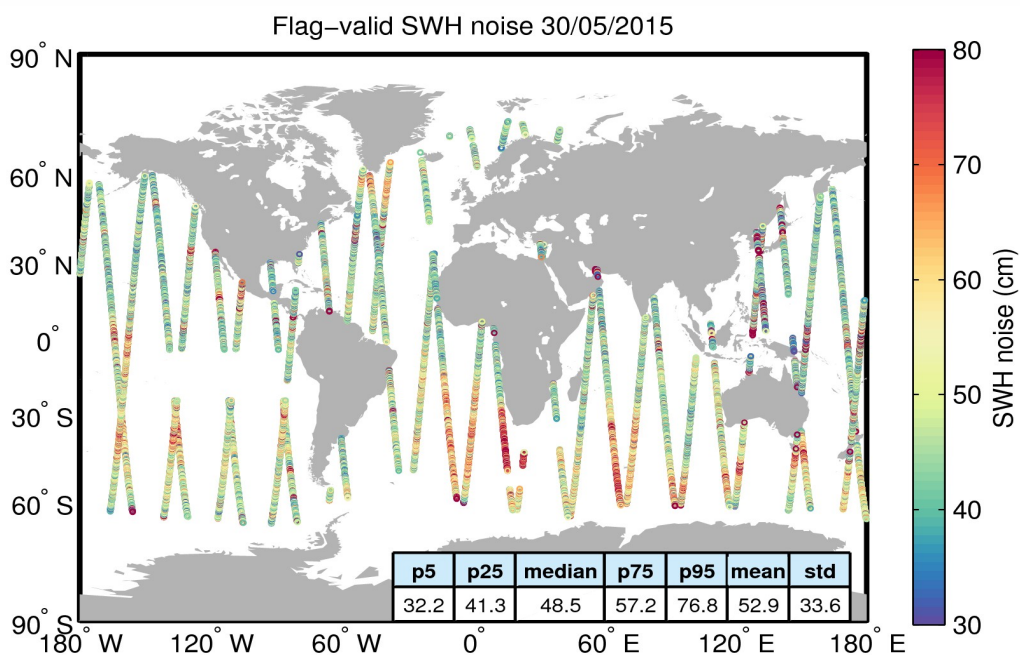 Flag−valid SWH noise 30/05/2015
90° N
60° N
30° N
0°
30° S
60° S
90° S
180° W
120° W
60° W
0°
60° E
120° E
180° E
80
70
60
50
40
30
SWH noise (cm)
p5 p25 median p75 p95 mean std
32.2 41.3 48.5 57.2 76.8 52.9 33.6